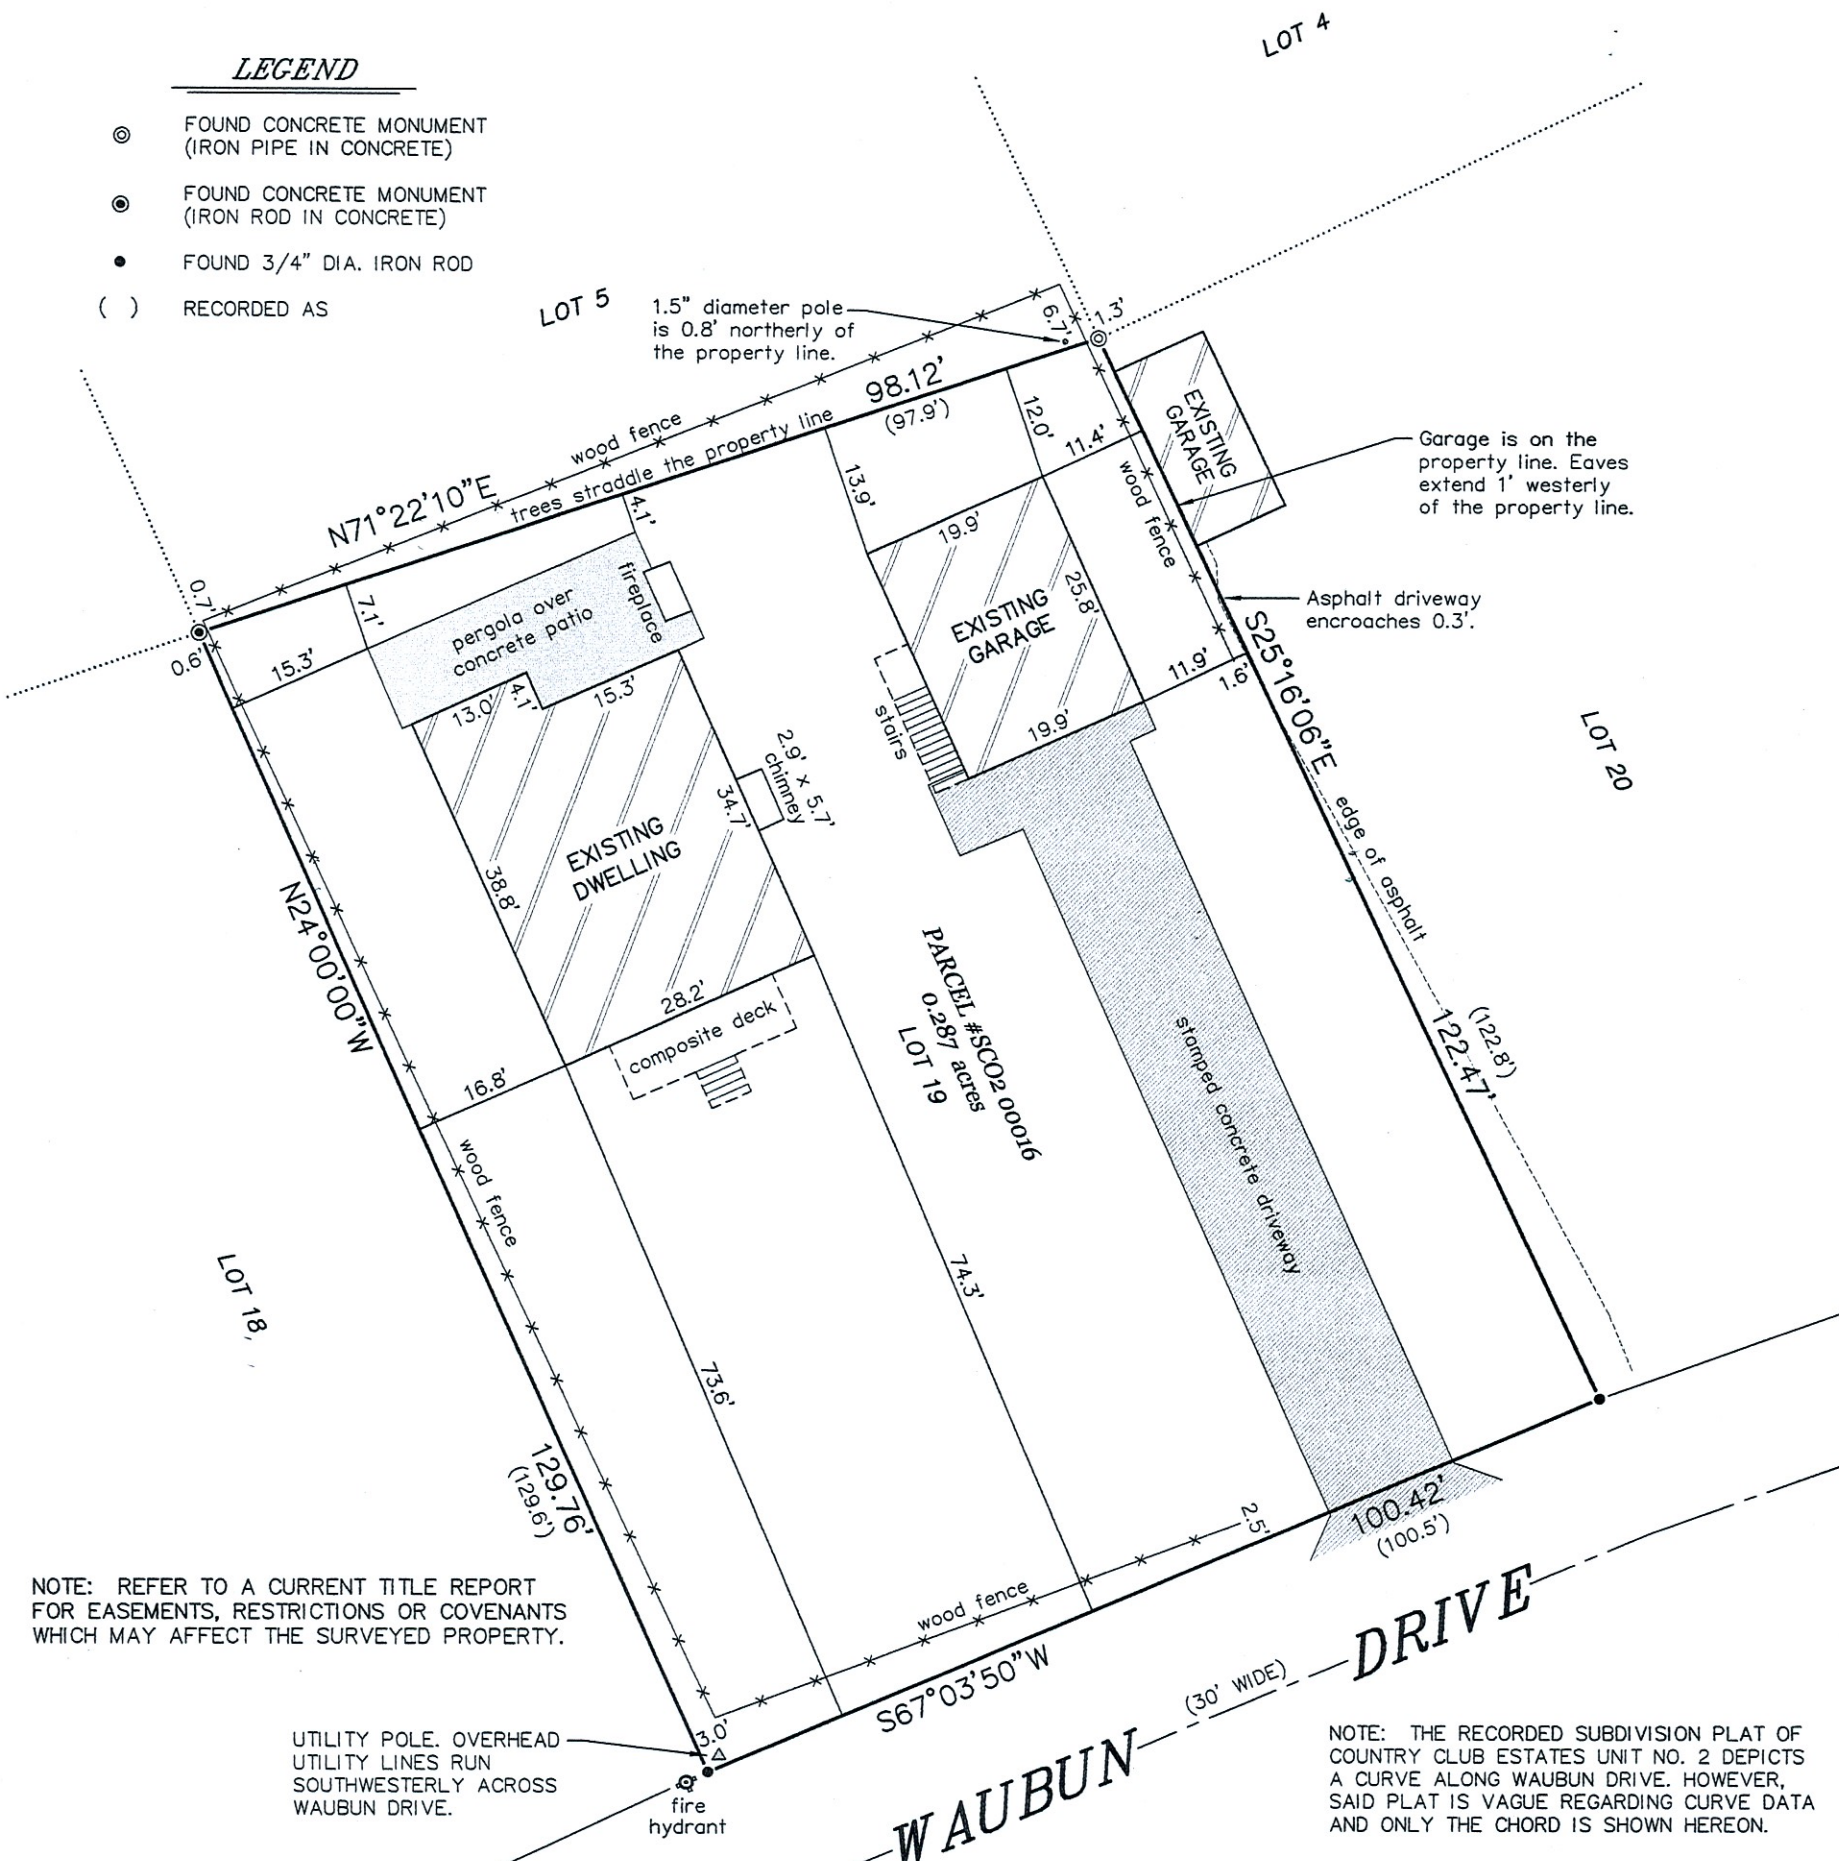 LEGEND
FOUND CONCRETE MONUMENT
(IRON PIPE IN CONCRETE)
FOUND CONCRETE MONUMENT
(IRON ROD IN CONCRETE)
FOUND 3/4" DIA. IRON ROD
( ) RECORDED AS
LOT 4
LOT 5
1.5" diameter pole
is 0.8' northerly of
the property line.
6.7'
1.3'
98.12'
(97.9')
wood fence
trees straddle the property line
N71°22'10"E
12.0'
11.4'
13.9'
4.1'
EXISTING
GARAGE
Garage is on the
property line. Eaves
extend 1' westerly
of the property line.
wood fence
19.9'
25.8'
EXISTING
GARAGE
0.7'
0.6'
7.1'
15.3'
pergola over
concrete patio
fireplace
Asphalt driveway
encroaches 0.3'.
S25°16'06"E
11.9'
1.6'
19.9'
stairs
13.0'
4.1'
15.3'
2.9' x 5.7'
chimney
34.7'
38.8'
EXISTING
DWELLING
LOT 20
edge of asphalt
N24°00'00"W
28.2'
composite deck
16.8'
PARCEL #SCO2 00016
0.287 acres
LOT 19
(122.8')
122.47'
stamped concrete driveway
wood fence
LOT 18
74.3'
73.6'
129.76'
(129.6')
2.5'
100.42'
(100.5')
wood fence
S67°03'50"W
3.0'
NOTE: REFER TO A CURRENT TITLE REPORT
FOR EASEMENTS, RESTRICTIONS OR COVENANTS
WHICH MAY AFFECT THE SURVEYED PROPERTY.
UTILITY POLE. OVERHEAD
UTILITY LINES RUN
SOUTHWESTERLY ACROSS
WAUBUN DRIVE.
fire
hydrant
WAUBUN (30' WIDE) DRIVE
NOTE: THE RECORDED SUBDIVISION PLAT OF
COUNTRY CLUB ESTATES UNIT NO. 2 DEPICTS
A CURVE ALONG WAUBUN DRIVE. HOWEVER,
SAID PLAT IS VAGUE REGARDING CURVE DATA
AND ONLY THE CHORD IS SHOWN HEREON.